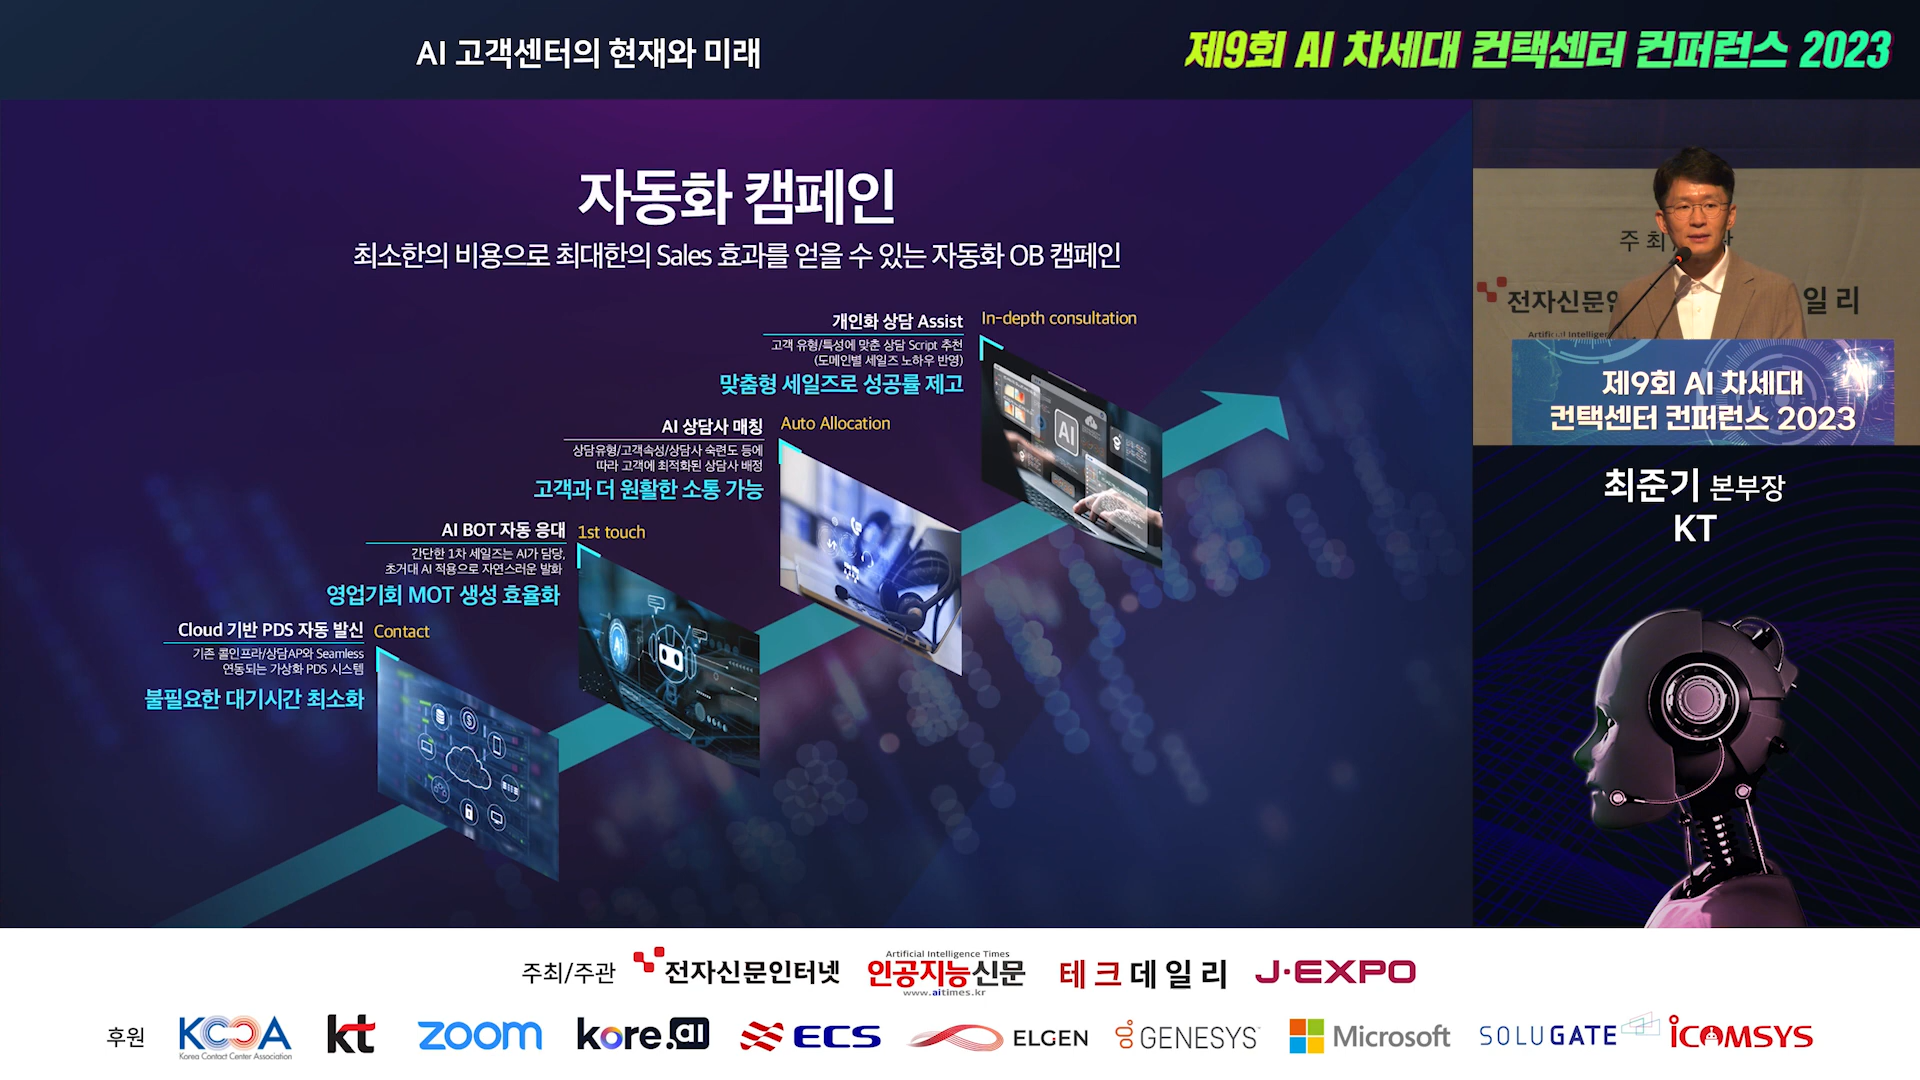 AI 고객센터의 현재와 미래
제9회 AI 차세대 컨택센터 컨퍼런스 2023
자동화 캠페인
최소한의 비용으로 최대한의 Sales 효과를 얻을 수 있는 자동화 OB 캠페인
개인화 상담 Assist
In-depth consultation
고객 유형/특성에 맞춘 상담 Script 추천
(도메인별 세일즈 노하우 반영)
맞춤형 세일즈로 성공률 제고
AI 상담사 매칭
Auto Allocation
상담유형/고객속성/상담사 숙련도 등에
따라 고객에 최적화된 상담사 배정
고객과 더 원활한 소통 가능
AI BOT 자동 응대
1st touch
간단한 1차 세일즈는 AI가 담당,
초거대 AI 적용으로 자연스러운 발화
영업기회 MOT 생성 효율화
Cloud 기반 PDS 자동 발신
Contact
기존 콜인프라/상담AP와 Seamless
연동되는 가상화 PDS 시스템
불필요한 대기시간 최소화
AI
AI
주 최
관
전자신문인
일 리
Artificial Intelligenc
제9회 AI 차세대
컨택센터 컨퍼런스 2023
최준기 본부장
KT
주최/주관
전자신문인터넷
Artificial Intelligence Times
인공지능신문
www.aitimes.kr
테크데일리
J·EXPO
후원
KCCA
Korea Contact Center Association
kt
zoom
kore.ai
ECS
ELGEN
GENESYS
Microsoft
SOLUGATE
iCOMSYS